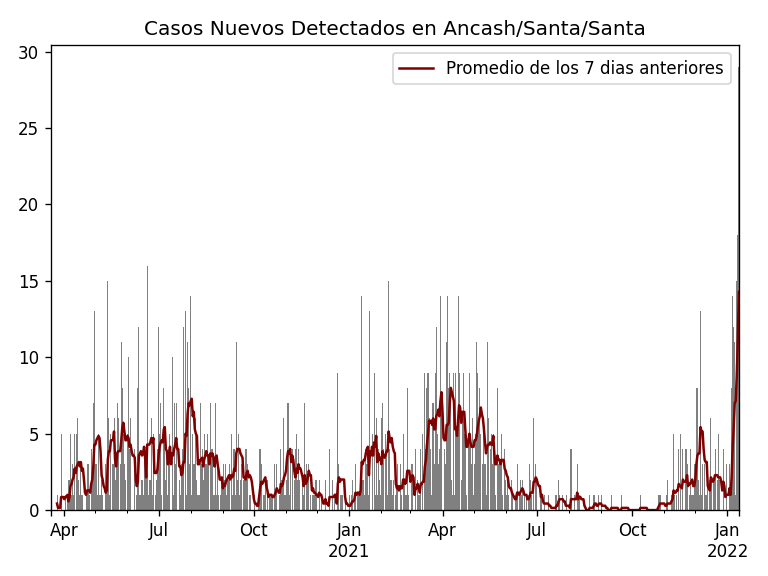 Casos Nuevos Detectados en Ancash/Santa/Santa
Promedio de los 7 dias anteriores
30
25
20
15
10
5
0
Apr Jul Oct Jan Apr Jul Oct Jan
2021 2022